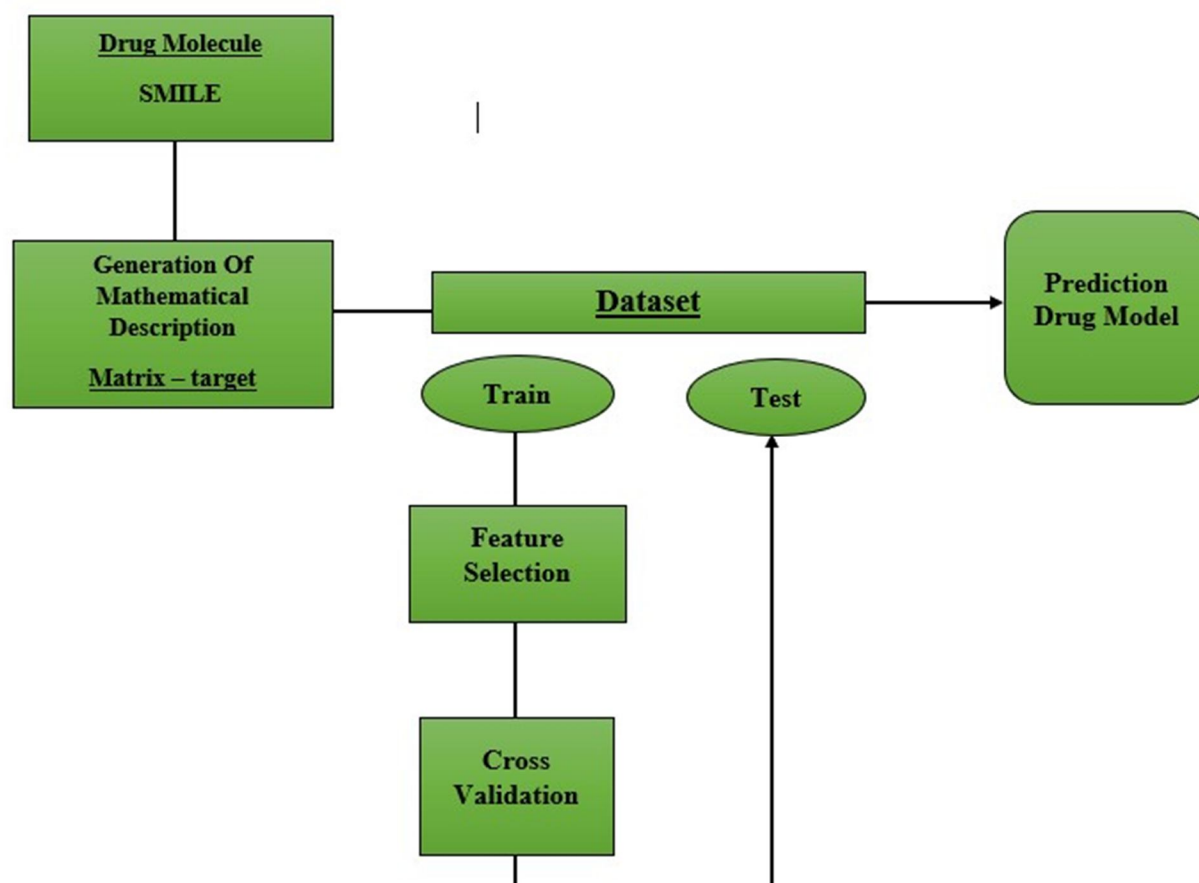 Drug Molecule
SMILE
Generation Of
Mathematical
Description
Matrix – target
Dataset
Prediction
Drug Model
Train
Test
Feature
Selection
Cross
Validation